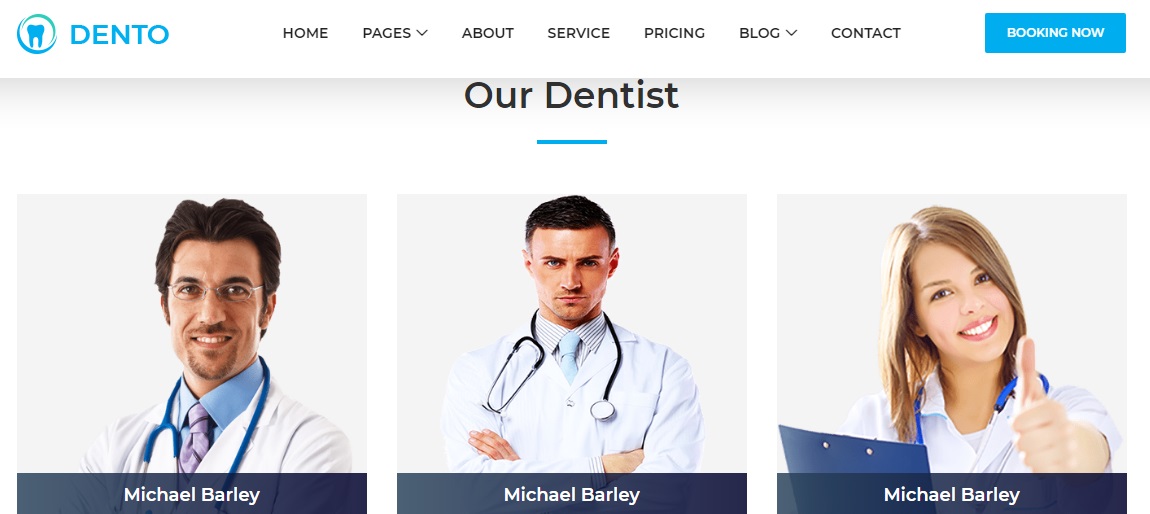 DENTO
HOME PAGES ABOUT SERVICE PRICING BLOG CONTACT
BOOKING NOW
Our Dentist
Michael Barley
Michael Barley
Michael Barley